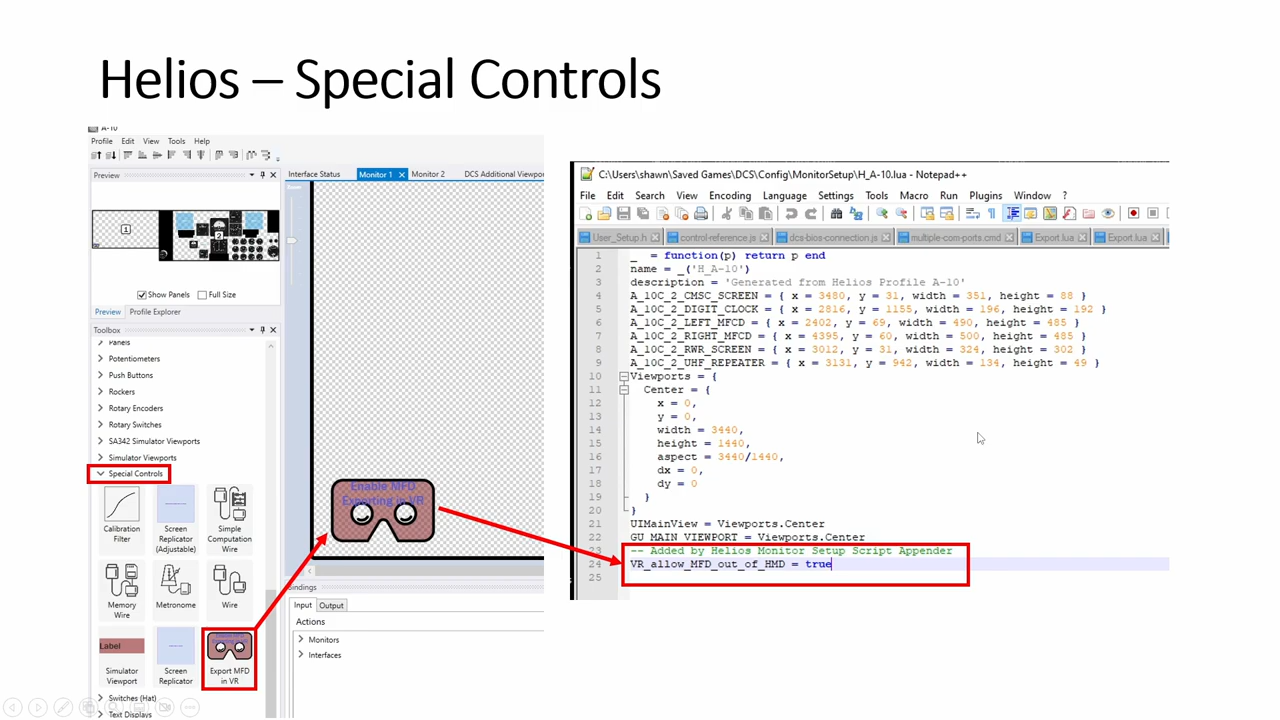 Helios – Special Controls
A-10
Profile Edit View Tools Help
Preview
1
Show Panels Full Size
Preview Profile Explorer
Toolbox
Panels
Potentiometers
Push Buttons
Rockers
Rotary Encoders
Rotary Switches
SA342 Simulator Viewports
Simulator Viewports
Special Controls
Calibration Filter
Screen Replicator (Adjustable)
Simple Computation Wire
Memory Wire
Metronome
Wire
Label
Simulator Viewport
Screen Replicator
Export MFD in VR
Switches (Hat)
Text Displays
Interface Status Monitor 1 Monitor 2 DCS Additional Viewpor
Enable MFD
Exporting in VR
Bindings
Input Output
Actions
Monitors
Interfaces
C:\Users\shawn\Saved Games\DCS\Config\MonitorSetup\H_A-10.lua - Notepad++
File Edit Search View Encoding Language Settings Tools Macro Run Plugins Window ?
User_Setup.h control-reference.js dcs-bios-connection.js multiple-com-ports.cmd Export.lua Export.lua
1 _ = function(p) return p end
2 name = _('H_A-10')
3 description = 'Generated from Helios Profile A-10'
4 A_10C_2_CMSC_SCREEN = { x = 3480, y = 31, width = 351, height = 88 }
5 A_10C_2_DIGIT_CLOCK = { x = 2816, y = 1155, width = 196, height = 192 }
6 A_10C_2_LEFT_MFCD = { x = 2402, y = 69, width = 490, height = 485 }
7 A_10C_2_RIGHT_MFCD = { x = 4395, y = 60, width = 500, height = 485 }
8 A_10C_2_RWR_SCREEN = { x = 3012, y = 31, width = 324, height = 302 }
9 A_10C_2_UHF_REPEATER = { x = 3131, y = 942, width = 134, height = 49 }
10 Viewports = {
11 Center = {
12 x = 0,
13 y = 0,
14 width = 3440,
15 height = 1440,
16 aspect = 3440/1440,
17 dx = 0,
18 dy = 0
19 }
20 }
21 UIMainView = Viewports.Center
22 GU_MAIN_VIEWPORT = Viewports.Center
23 -- Added by Helios Monitor Setup Script Appender
24 VR_allow_MFD_out_of_HMD = true
25